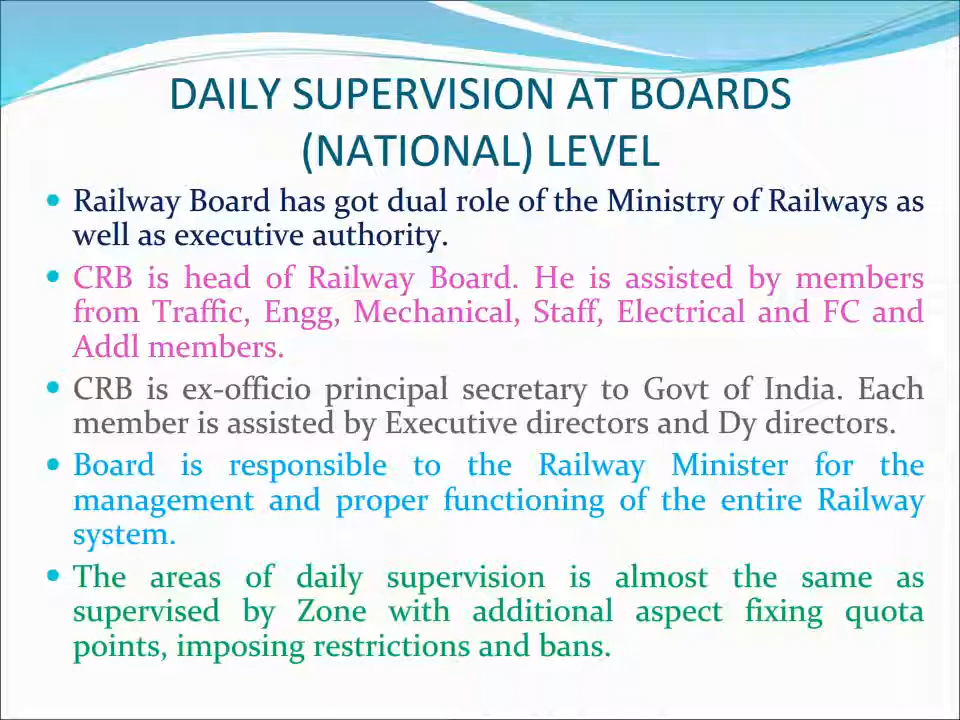 DAILY SUPERVISION AT BOARDS
(NATIONAL) LEVEL
• Railway Board has got dual role of the Ministry of Railways as
well as executive authority.
• CRB is head of Railway Board. He is assisted by members
from Traffic, Engg, Mechanical, Staff, Electrical and FC and
Addl members.
• CRB is ex-officio principal secretary to Govt of India. Each
member is assisted by Executive directors and Dy directors.
• Board is responsible to the Railway Minister for the
management and proper functioning of the entire Railway
system.
• The areas of daily supervision is almost the same as
supervised by Zone with additional aspect fixing quota
points, imposing restrictions and bans.